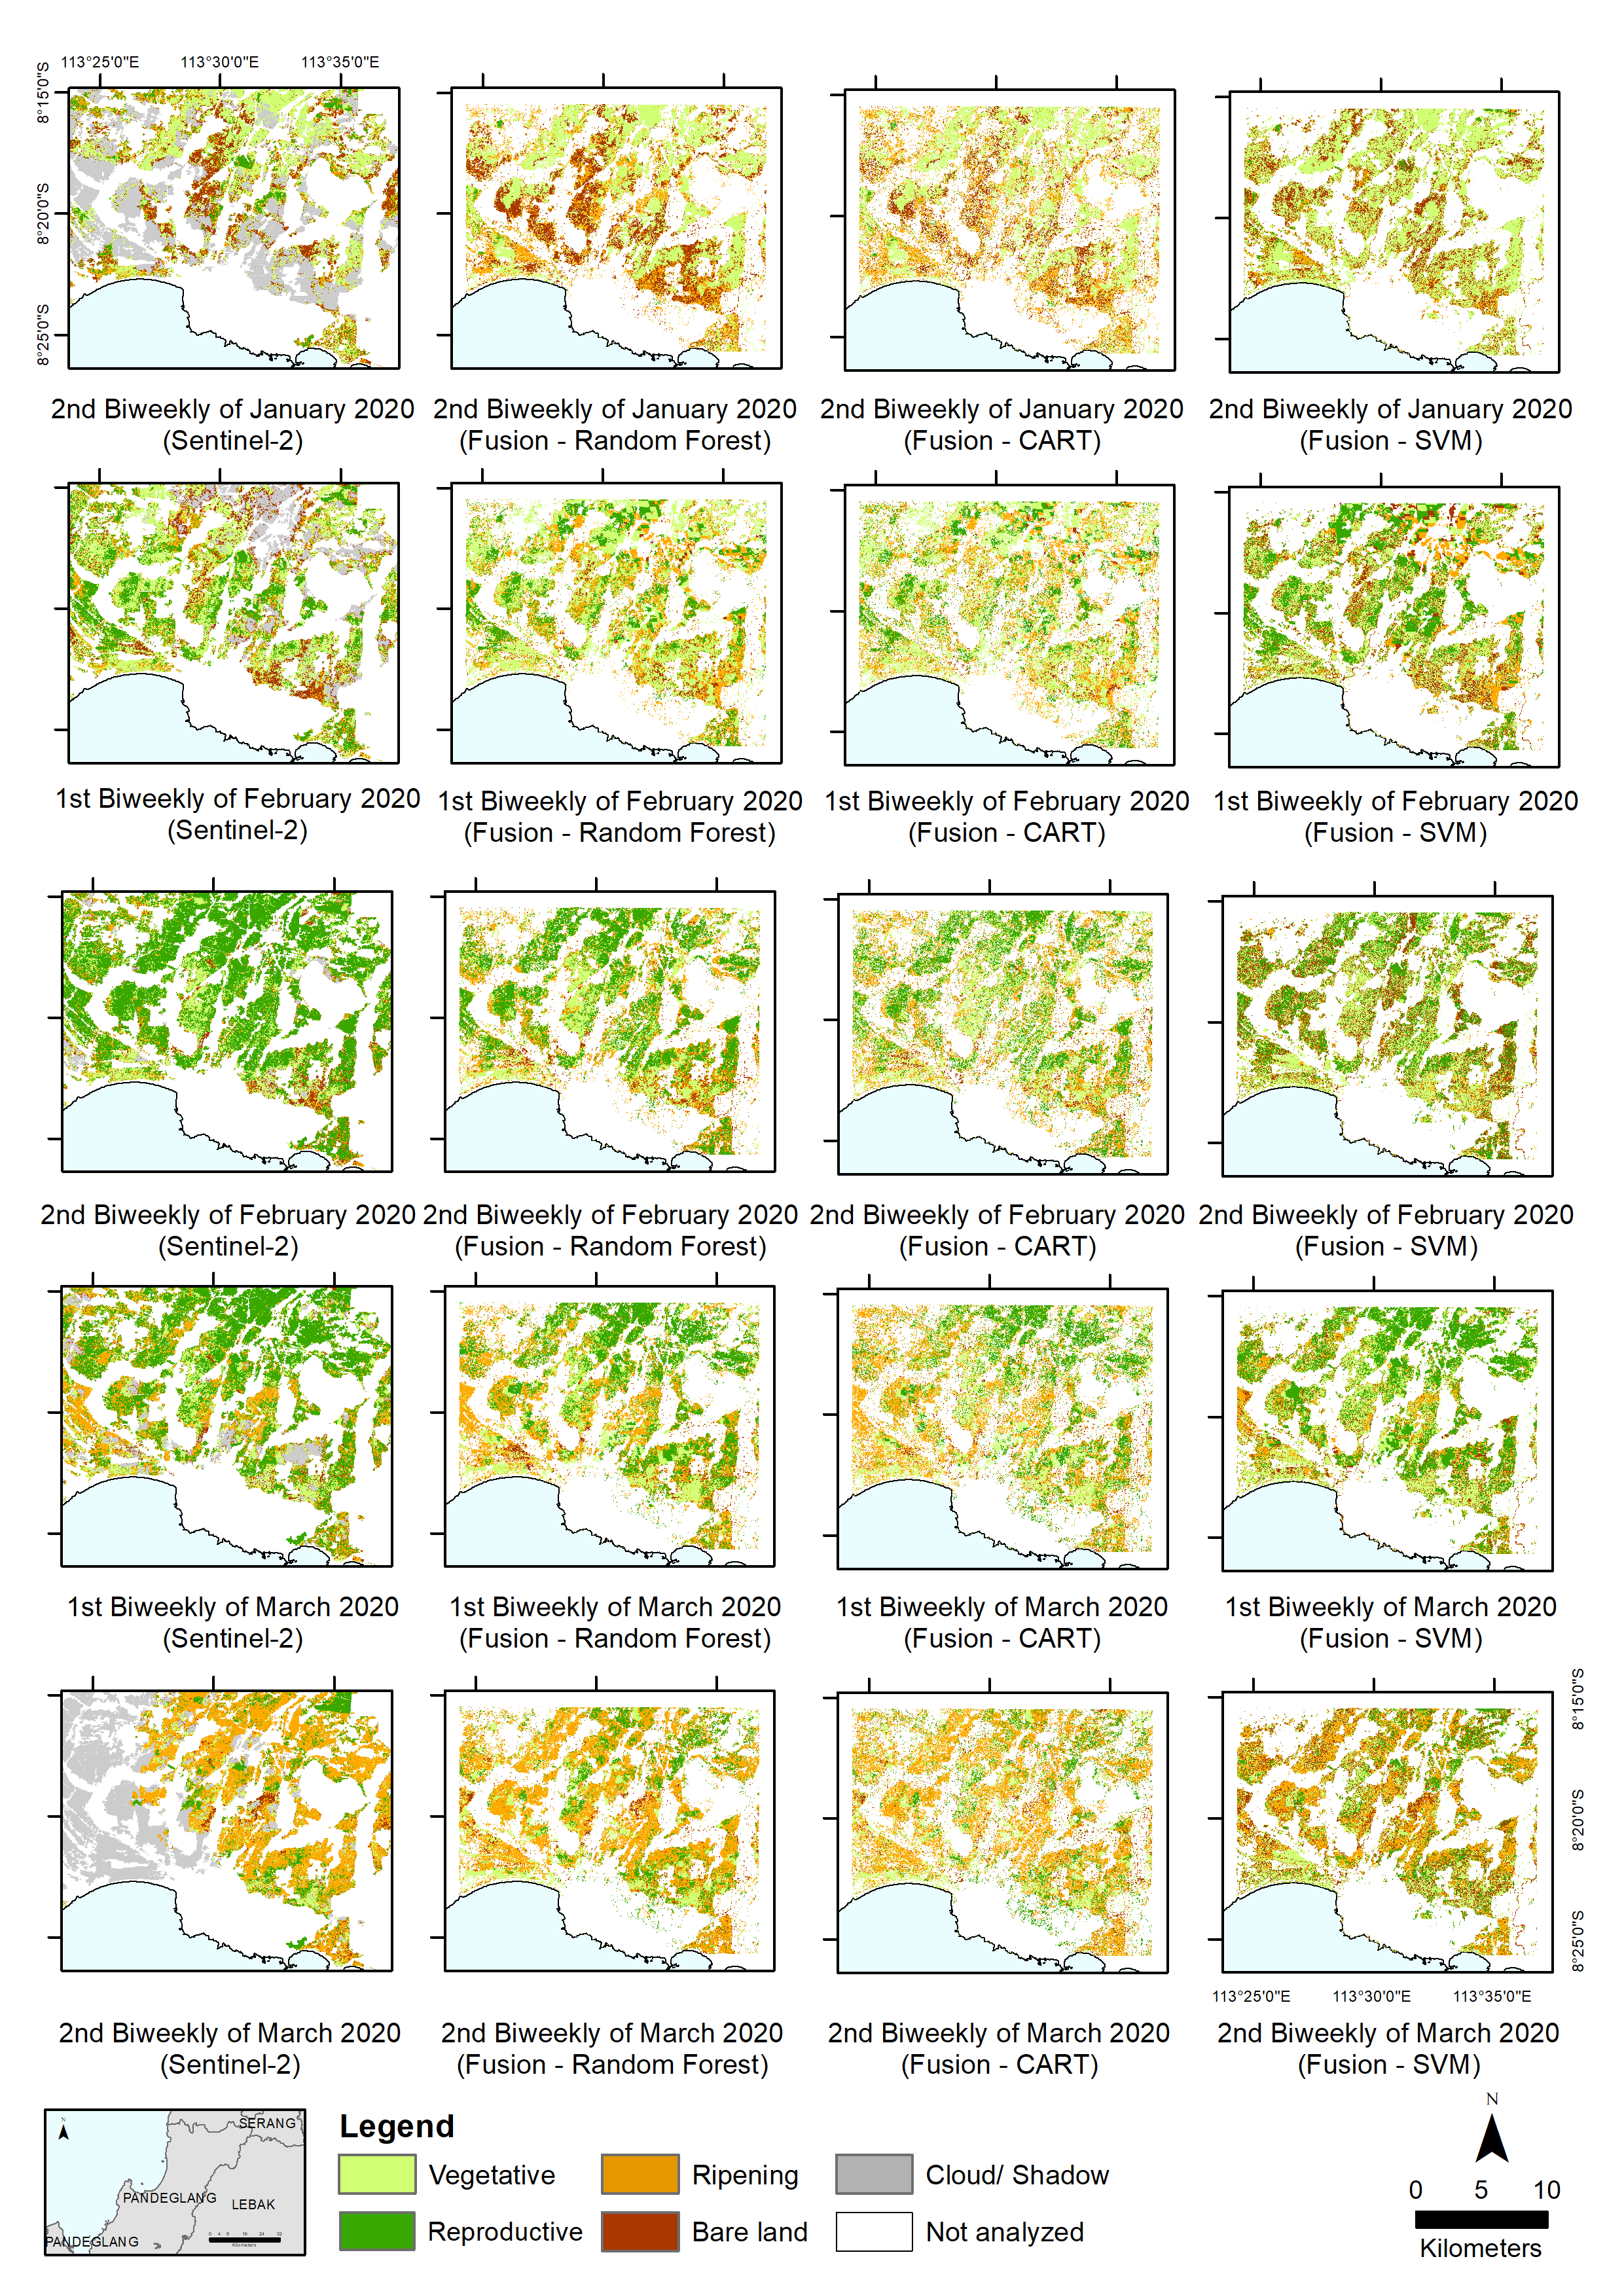 113°25'0"E 113°30'0"E 113°35'0"E
8°15'0"S
8°20'0"S
8°25'0"S
2nd Biweekly of January 2020
(Sentinel-2)
2nd Biweekly of January 2020
(Fusion - Random Forest)
2nd Biweekly of January 2020
(Fusion - CART)
2nd Biweekly of January 2020
(Fusion - SVM)
1st Biweekly of February 2020
(Sentinel-2)
1st Biweekly of February 2020
(Fusion - Random Forest)
1st Biweekly of February 2020
(Fusion - CART)
1st Biweekly of February 2020
(Fusion - SVM)
2nd Biweekly of February 2020
(Sentinel-2)
2nd Biweekly of February 2020
(Fusion - Random Forest)
2nd Biweekly of February 2020
(Fusion - CART)
2nd Biweekly of February 2020
(Fusion - SVM)
1st Biweekly of March 2020
(Sentinel-2)
1st Biweekly of March 2020
(Fusion - Random Forest)
1st Biweekly of March 2020
(Fusion - CART)
1st Biweekly of March 2020
(Fusion - SVM)
8°15'0"S
8°20'0"S
8°25'0"S
113°25'0"E 113°30'0"E 113°35'0"E
2nd Biweekly of March 2020
(Sentinel-2)
2nd Biweekly of March 2020
(Fusion - Random Forest)
2nd Biweekly of March 2020
(Fusion - CART)
2nd Biweekly of March 2020
(Fusion - SVM)
N
SERANG
PANDEGLANG
LEBAK
PANDEGLANG
0 4 8 16 24 32
Kilometers
Legend
Vegetative
Ripening
Cloud/ Shadow
Reproductive
Bare land
Not analyzed
N
0 5 10
Kilometers